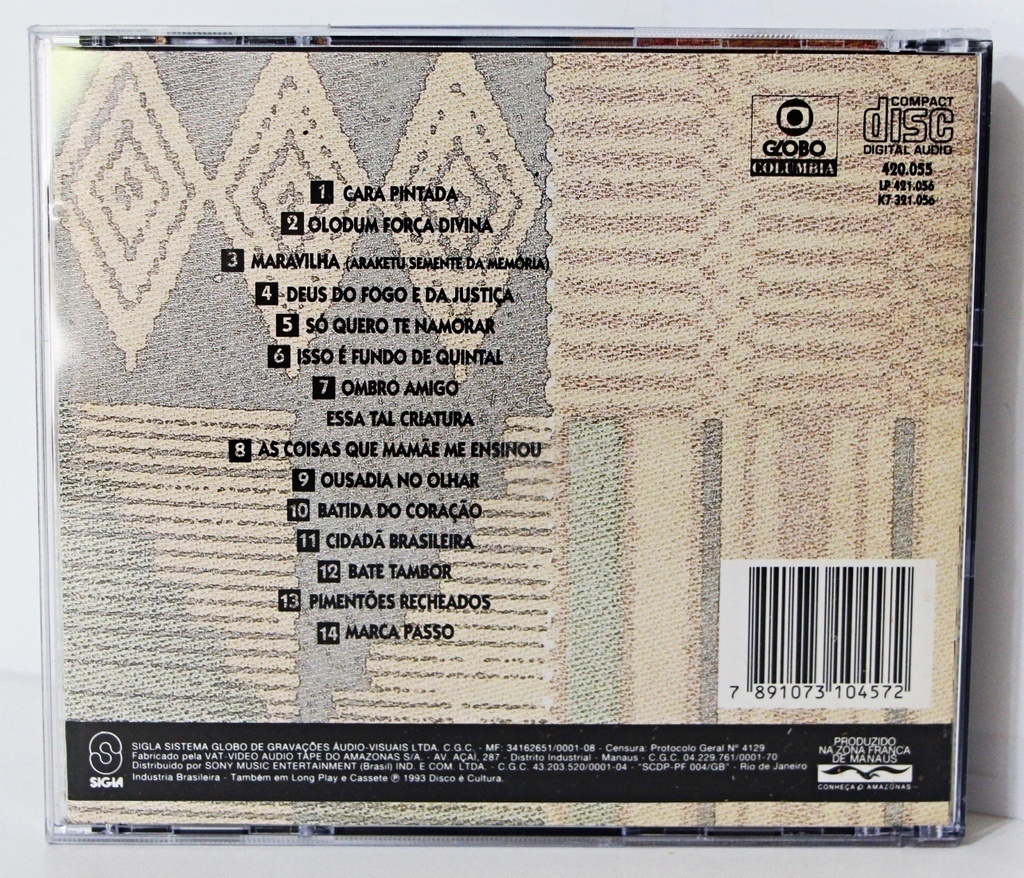 GLOBO
COLUMBIA
COMPACT
disc
DIGITAL AUDIO
420.055
LP 421.056
K7 321.056
1 CARA PINTADA
2 OLODUM FORÇA DIVINA
3 MARAVILHA (ARAKETU SEMENTE DA MEMÓRIA)
4 DEUS DO FOGO E DA JUSTIÇA
5 SÓ QUERO TE NAMORAR
6 ISSO É FUNDO DE QUINTAL
7 OMBRO AMIGO
ESSA TAL CRIATURA
8 AS COISAS QUE MAMÃE ME ENSINOU
9 OUSADIA NO OLHAR
10 BATIDA DO CORAÇÃO
11 CIDADÃ BRASILEIRA
12 BATE TAMBOR
13 PIMENTÕES RECHEADOS
14 MARCA PASSO
7 891073 104572
SIGLA
SIGLA SISTEMA GLOBO DE GRAVAÇÕES ÁUDIO-VISUAIS LTDA. C.G.C. - MF: 34162651/0001-08 - Censura: Protocolo Geral Nº 4129
Fabricado pela VAT-VIDEO AUDIO TAPE DO AMAZONAS S/A. - AV. AÇAÍ, 287 - Distrito Industrial - Manaus - C.G.C. 04.229.761/0001-70
Distribuido por SONY MUSIC ENTERTAINMENT (Brasil) IND. E COM. LTDA. - C.G.C. 43.203.520/0001-04 - "SCDP-PF 004/GB" - Rio de Janeiro
Industria Brasileira - Também em Long Play e Cassete ℗ 1993 Disco é Cultura.
PRODUZIDO
NA ZONA FRANCA
DE MANAUS
CONHEÇA O AMAZONAS